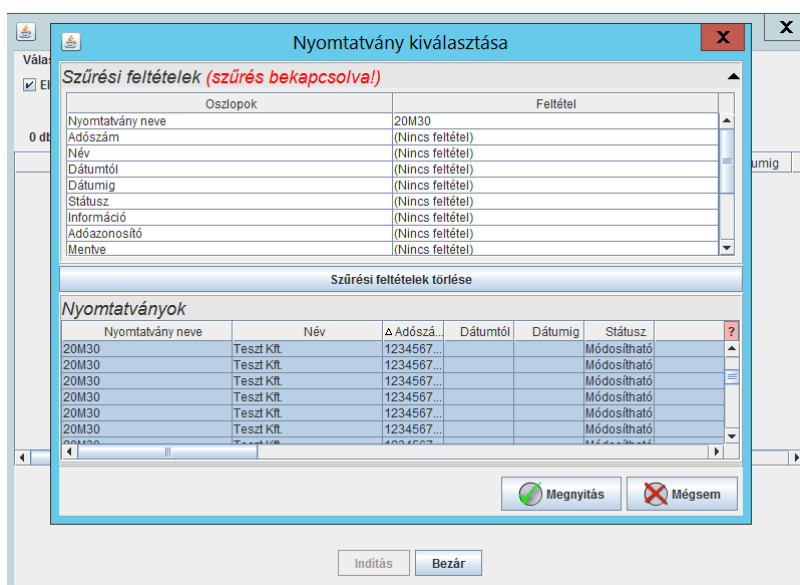 Nyomtatvány kiválasztása
X
X
Szűrési feltételek (szűrés bekapcsolva!)
Oszlopok Feltétel
Nyomtatvány neve 20M30
Adószám (Nincs feltétel)
Név (Nincs feltétel)
Dátumtól (Nincs feltétel)
Dátumig (Nincs feltétel)
Státusz (Nincs feltétel)
Információ (Nincs feltétel)
Adóazonosító (Nincs feltétel)
Mentve (Nincs feltétel)
Szűrési feltételek törlése
Nyomtatványok
Nyomtatvány neve Név Adószá... Dátumtól Dátumig Státusz ?
20M30 Teszt Kft. 1234567... Módosítható
20M30 Teszt Kft. 1234567... Módosítható
20M30 Teszt Kft. 1234567... Módosítható
20M30 Teszt Kft. 1234567... Módosítható
20M30 Teszt Kft. 1234567... Módosítható
20M30 Teszt Kft. 1234567... Módosítható
Megnyitás Mégsem
Válas
El
0 db
umig
Indítás Bezár